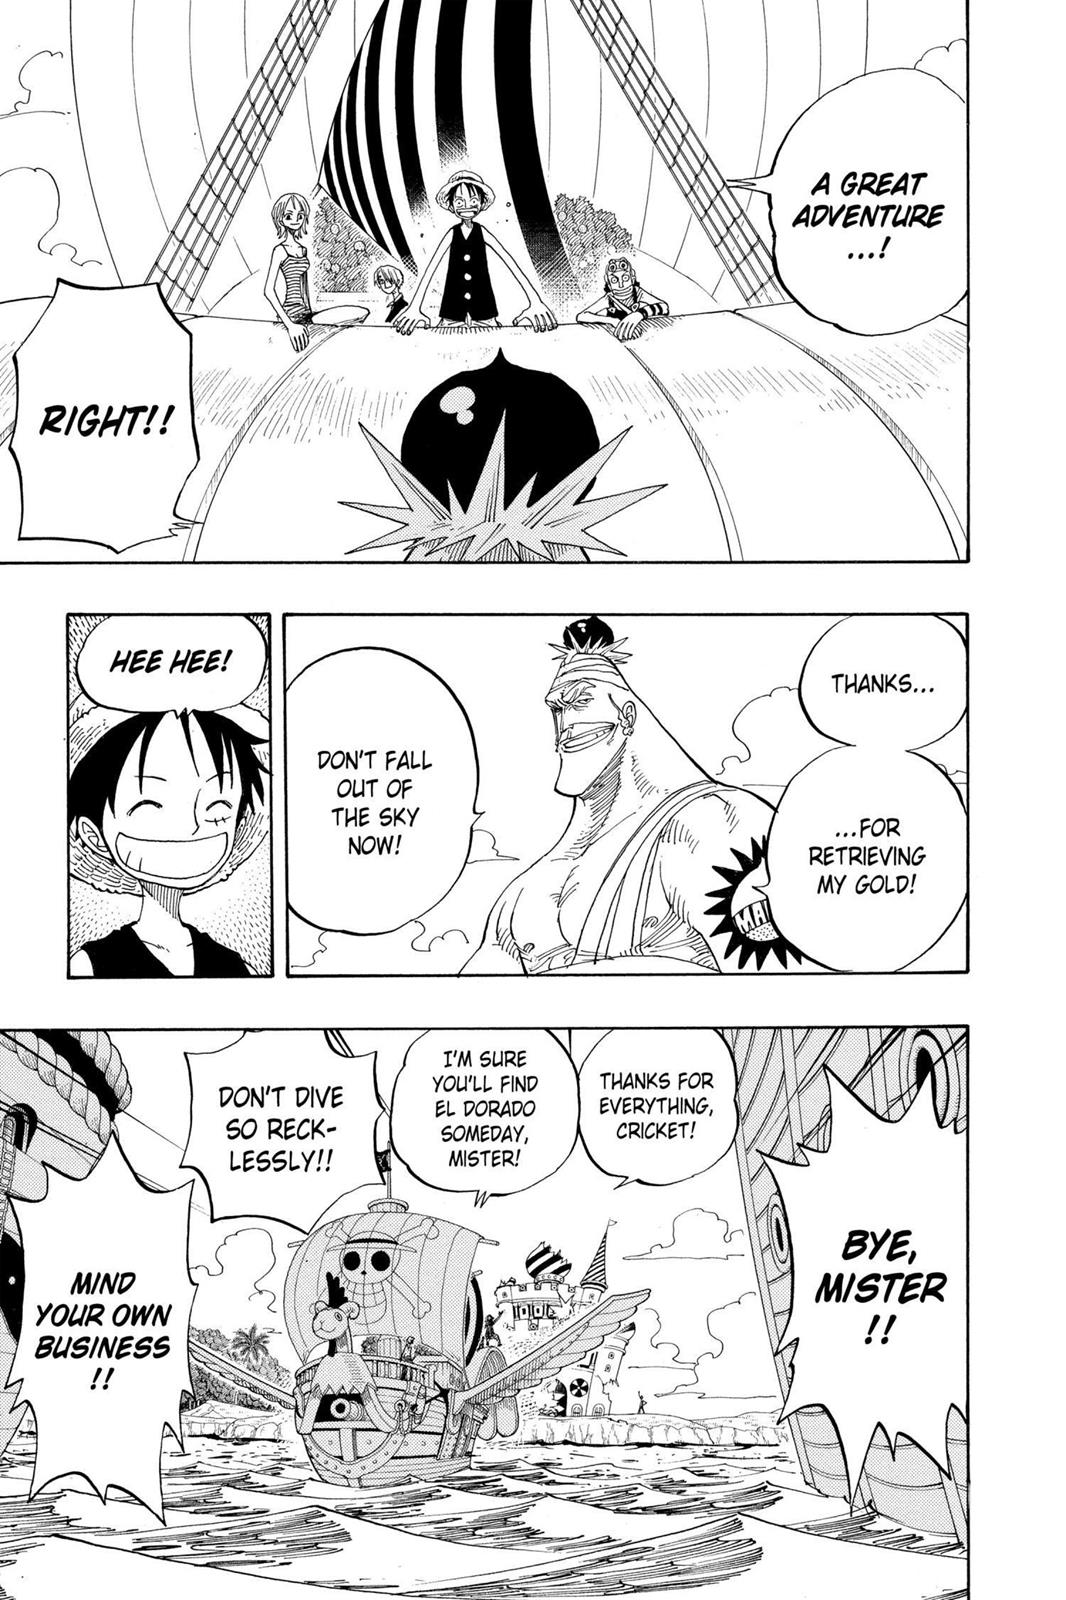 A GREAT
ADVENTURE
...!
RIGHT!!
THANKS...
...FOR
RETRIEVING
MY GOLD!
DON'T FALL
OUT OF
THE SKY
NOW!
HEE HEE!
BYE,
MISTER
!!
THANKS FOR
EVERYTHING,
CRICKET!
I'M SURE
YOU'LL FIND
EL DORADO
SOMEDAY,
MISTER!
DON'T DIVE
SO RECK-
LESSLY!!
MIND
YOUR OWN
BUSINESS
!!